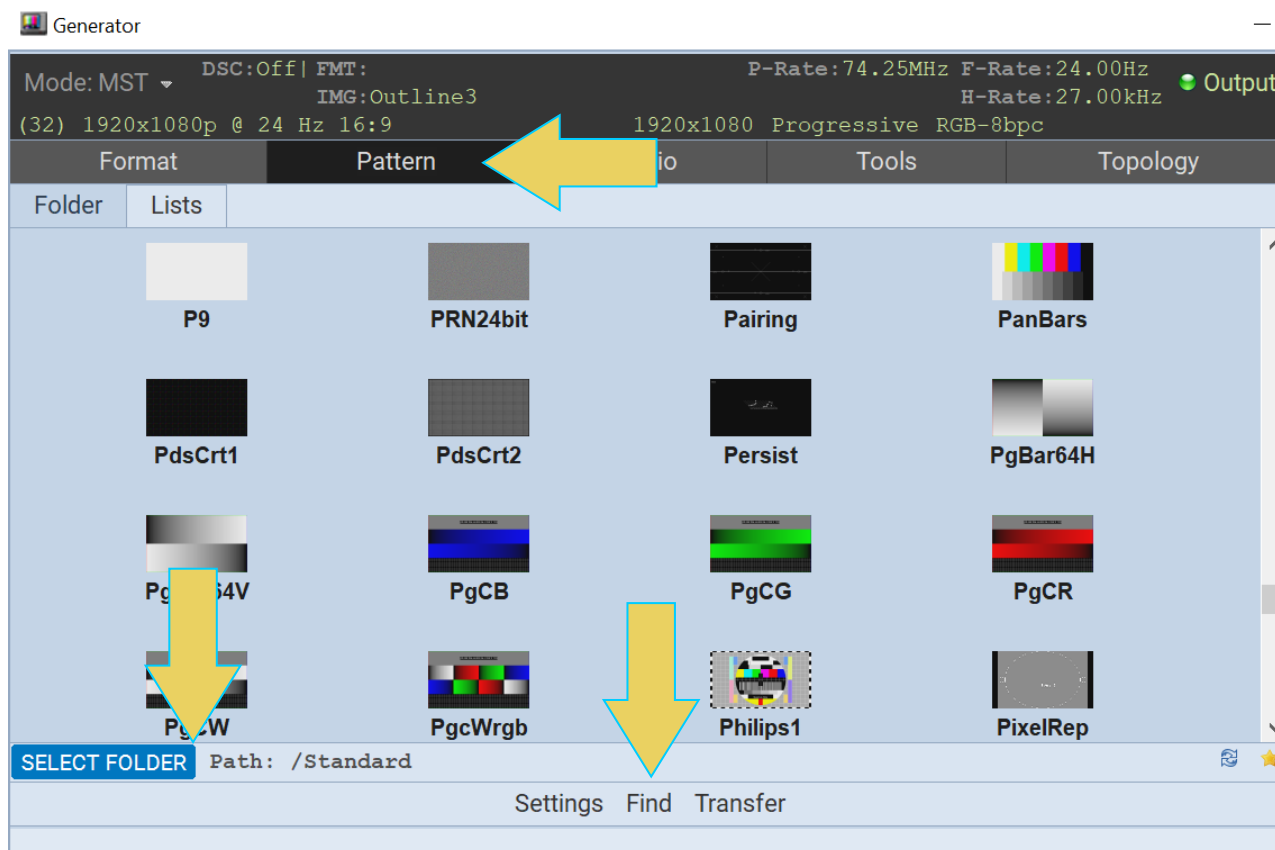 Generator
Mode: MST DSC:Off| FMT: P-Rate:74.25MHz F-Rate:24.00Hz
IMG:Outline3 H-Rate:27.00kHz Output
(32) 1920x1080p @ 24 Hz 16:9 1920x1080 Progressive RGB-8bpc
Format Pattern io Tools Topology
Folder Lists
P9 PRN24bit Pairing PanBars
PdsCrt1 PdsCrt2 Persist PgBar64H
PgCB PgCG PgCR
PgcWrgb Philips1 PixelRep
SELECT FOLDER Path: /Standard
Settings Find Transfer